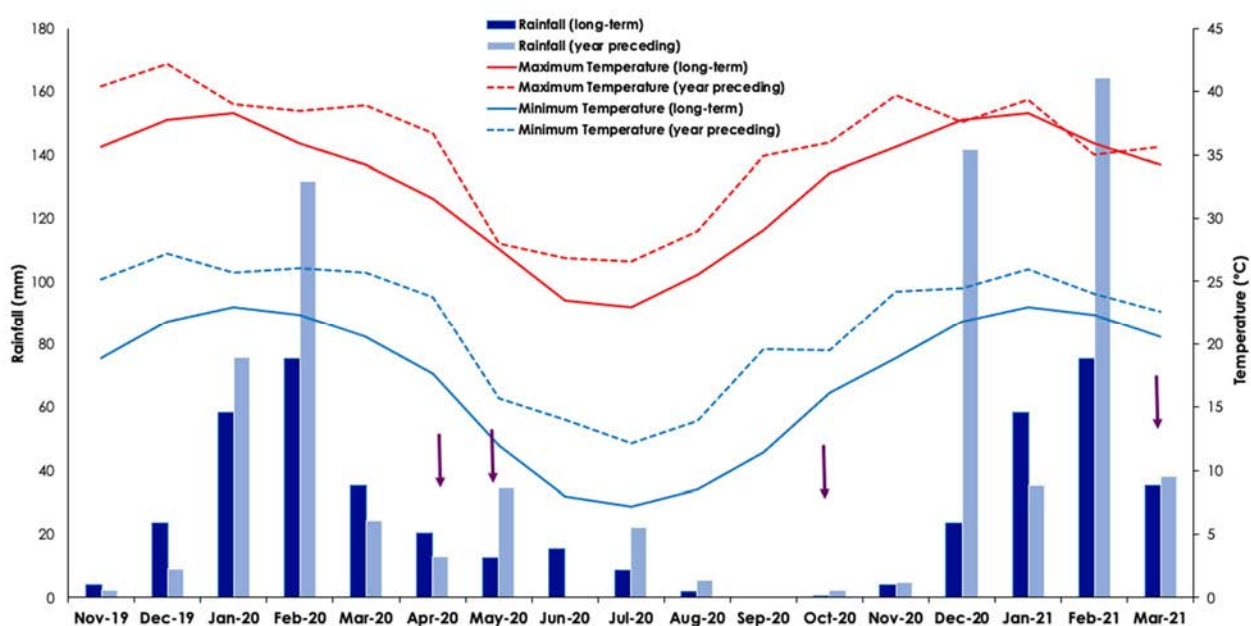 Rainfall (long-term)
Rainfall (year preceding)
Maximum Temperature (long-term)
Maximum Temperature (year preceding)
Minimum Temperature (long-term)
Minimum Temperature (year preceding)
180
160
140
120
100
80
60
40
20
0
Rainfall (mm)
45
40
35
30
25
20
15
10
5
0
Temperature (°C)
Nov-19 Dec-19 Jan-20 Feb-20 Mar-20 Apr-20 May-20 Jun-20 Jul-20 Aug-20 Sep-20 Oct-20 Nov-20 Dec-20 Jan-21 Feb-21 Mar-21